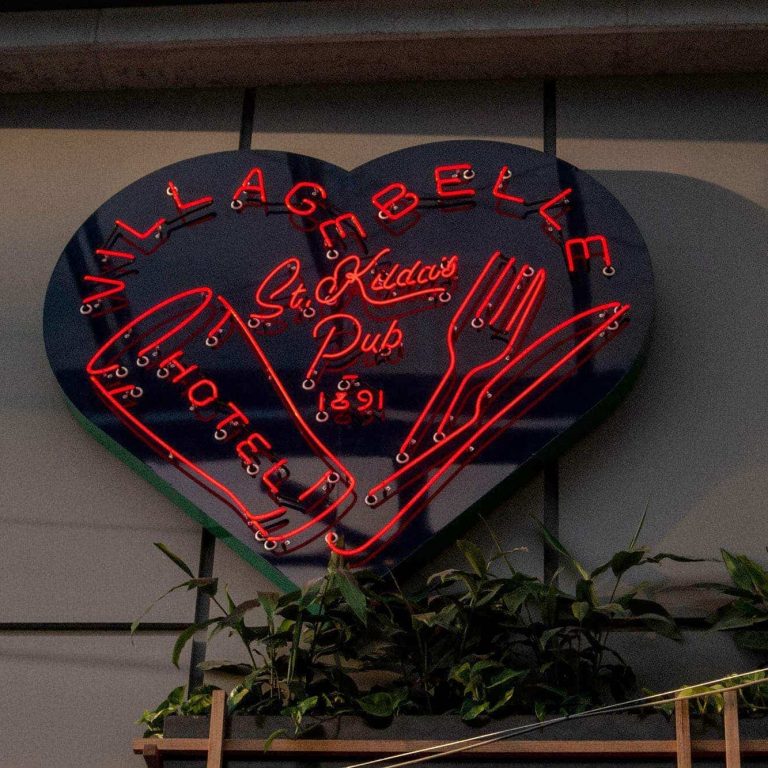 VILLAGE BELLE
St. Kilda's
Pub
1891
HOTEL